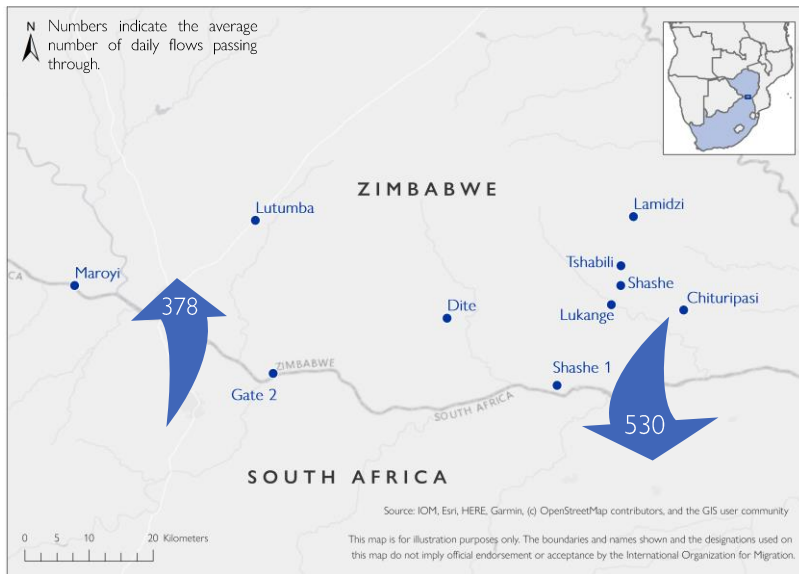 N
Numbers indicate the average
number of daily flows passing
through.
ZIMBABWE
Lutumba
Lamidzi
Tshabili
Maroyi
Shashe
Chituripasi
378
Dite
Lukange
ZIMBABWE
Shashe 1
Gate 2
SOUTH AFRICA
530
SOUTH AFRICA
Source: IOM, Esri, HERE, Garmin, (c) OpenStreetMap contributors, and the GIS user community
0 5 10 20 Kilometers
This map is for illustration purposes only. The boundaries and names shown and the designations used on
this map do not imply official endorsement or acceptance by the International Organization for Migration.